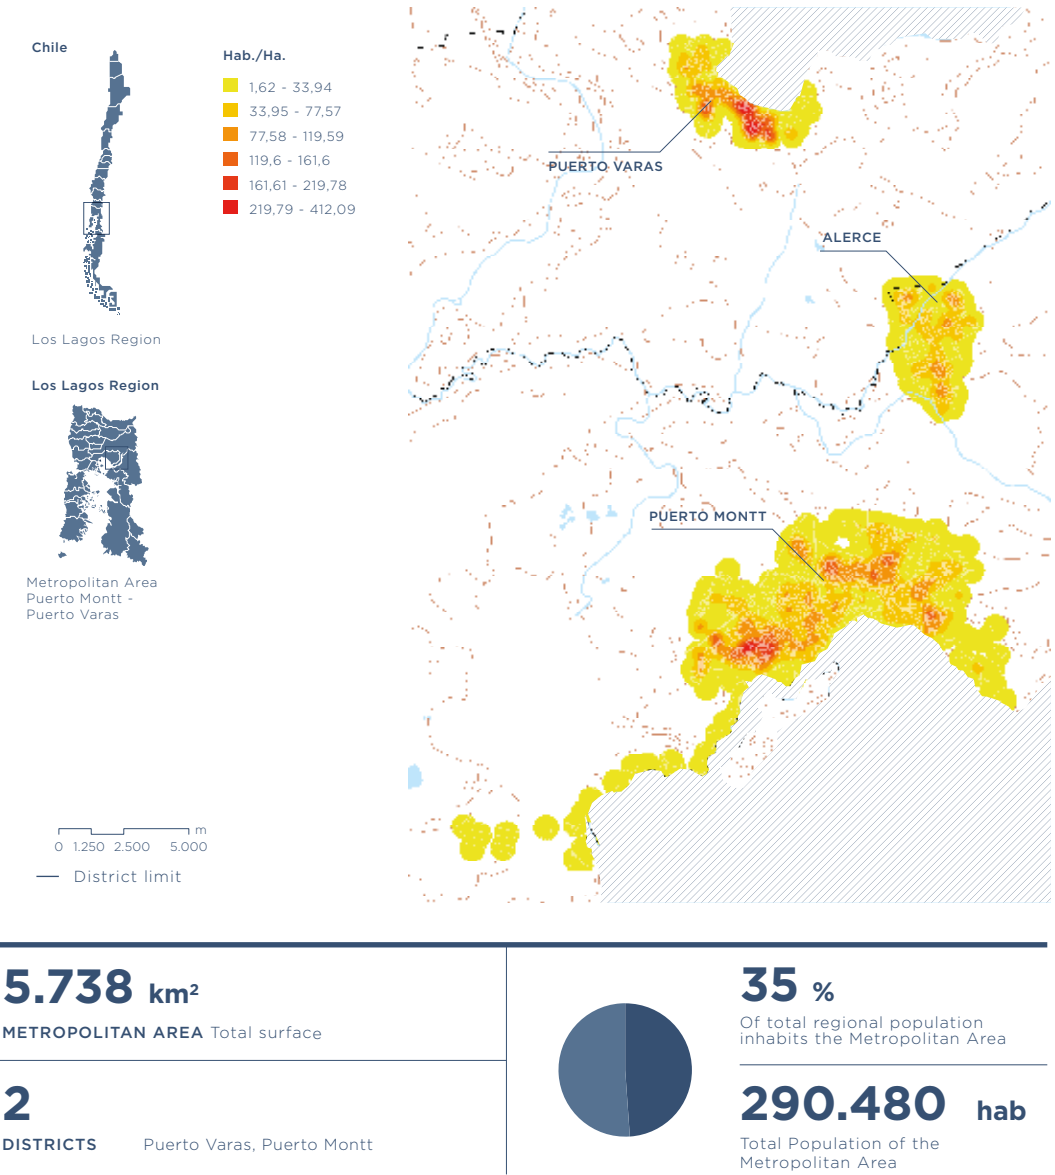 Chile
Los Lagos Region
Los Lagos Region
Metropolitan Area
Puerto Montt -
Puerto Varas
Hab./Ha.
1,62 - 33,94
33,95 - 77,57
77,58 - 119,59
119,6 - 161,6
161,61 - 219,78
219,79 - 412,09
PUERTO VARAS
ALERCE
PUERTO MONTT
m
0 1.250 2.500 5.000
District limit
5.738 km²
METROPOLITAN AREA Total surface
2
DISTRICTS Puerto Varas, Puerto Montt
35 %
Of total regional population
inhabits the Metropolitan Area
290.480 hab
Total Population of the
Metropolitan Area